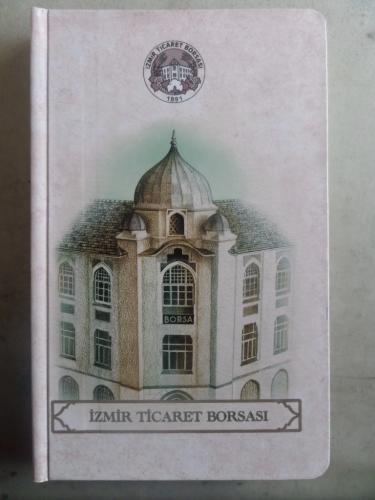 İZMİR TİCARET BORSASI
1891
BORSA
İZMİR TİCARET BORSASI